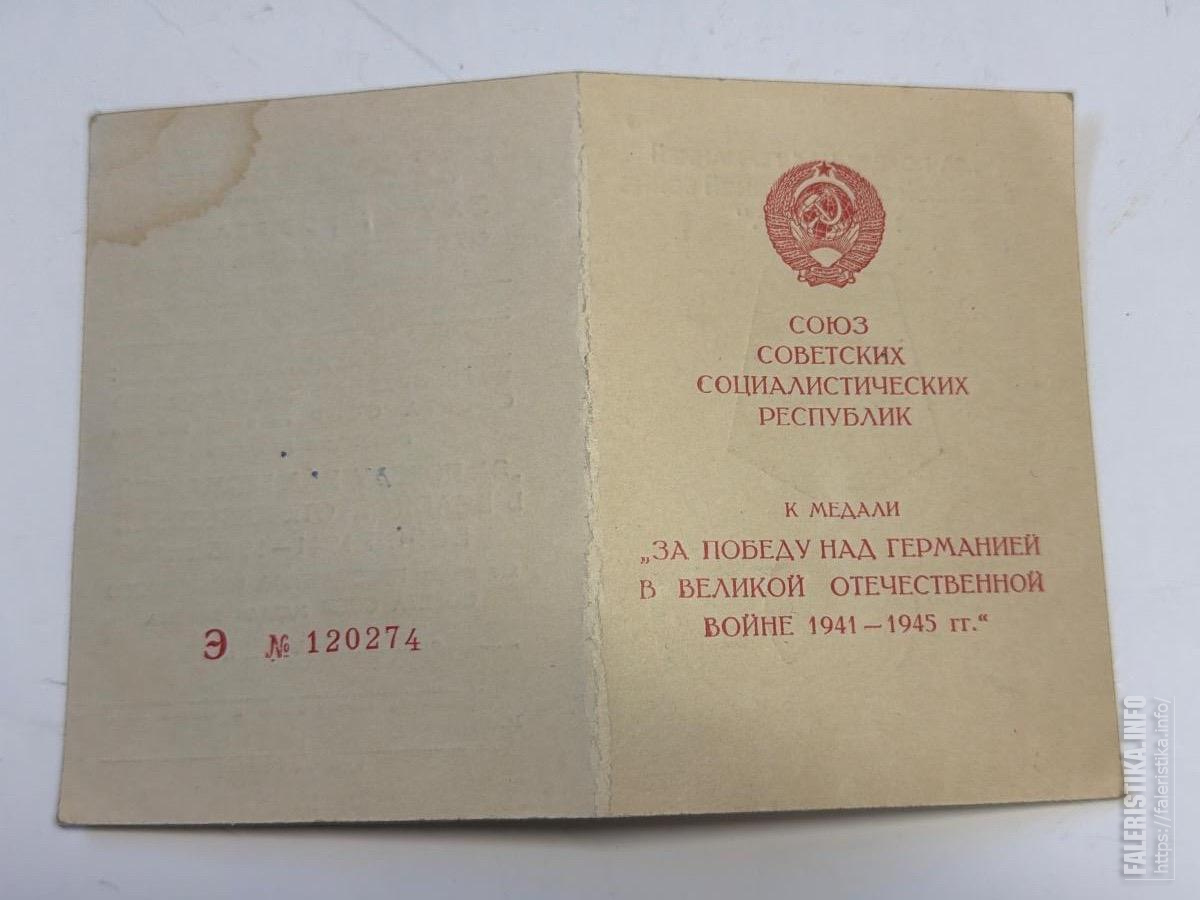 Э № 120274
СОЮЗ
СОВЕТСКИХ
СОЦИАЛИСТИЧЕСКИХ
РЕСПУБЛИК
К МЕДАЛИ
„ЗА ПОБЕДУ НАД ГЕРМАНИЕЙ
В ВЕЛИКОЙ ОТЕЧЕСТВЕННОЙ
ВОЙНЕ 1941 — 1945 гг.“
FALERISTIKA.INFO
https://faleristika.info/